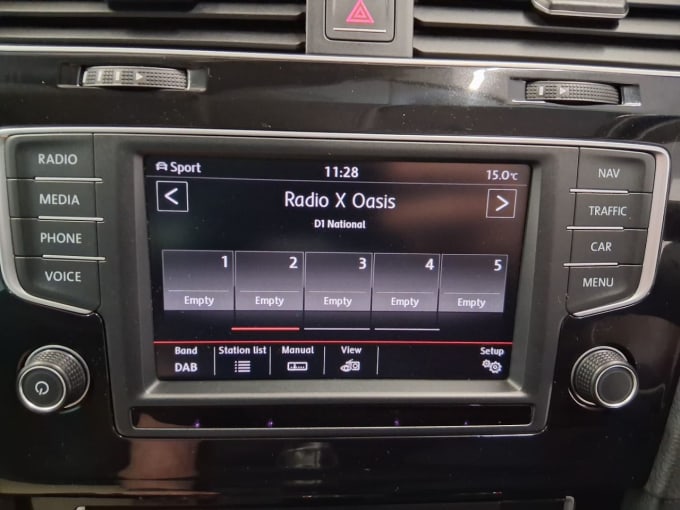 RADIO
MEDIA
PHONE
VOICE
Sport
11:28
15.0°C
Radio X Oasis
D1 National
1 2 3 4 5
Empty Empty Empty Empty Empty
Band Station list Manual View Setup
DAB
NAV
TRAFFIC
CAR
MENU